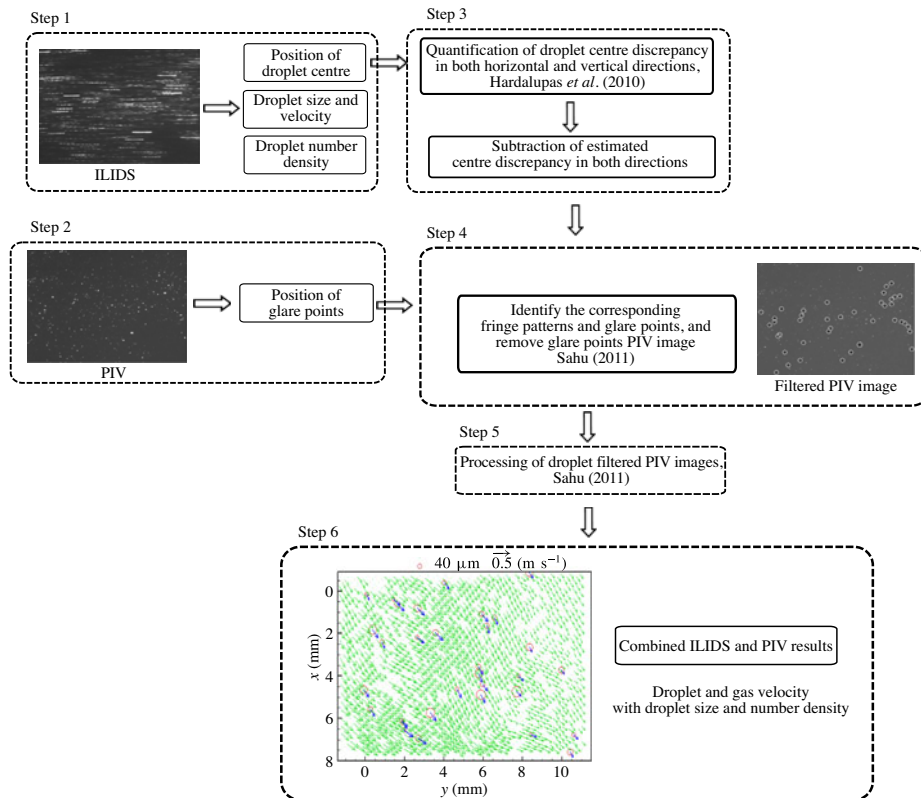 Step 1
Position of
droplet centre
Droplet size and
velocity
Droplet number
density
ILIDS
Step 3
Quantification of droplet centre discrepancy
in both horizontal and vertical directions,
Hardalupas et al. (2010)
Subtraction of estimated
centre discrepancy in both directions
Step 2
Position of
glare points
PIV
Step 4
Identify the corresponding
fringe patterns and glare points, and
remove glare points PIV image
Sahu (2011)
Filtered PIV image
Step 5
Processing of droplet filtered PIV images,
Sahu (2011)
Step 6
40 μm 0.5 (m s⁻¹)
0
2
4
6
8
x (mm)
0 2 4 6 8 10
y (mm)
Combined ILIDS and PIV results
Droplet and gas velocity
with droplet size and number density